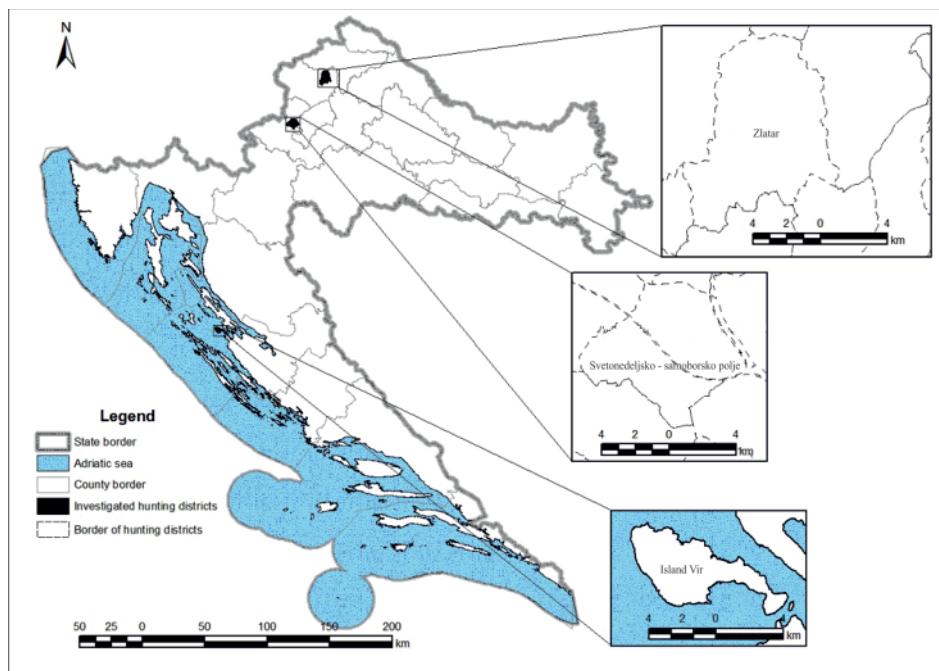 N
Zlatar
4 2 0 4
km
Svetonedeljsko - samoborsko polje
4 2 0 4
km
Legend
State border
Adriatic sea
County border
Investigated hunting districts
Border of hunting districts
Island Vir
4 2 0 4
km
50 25 0 50 100 150 200
km